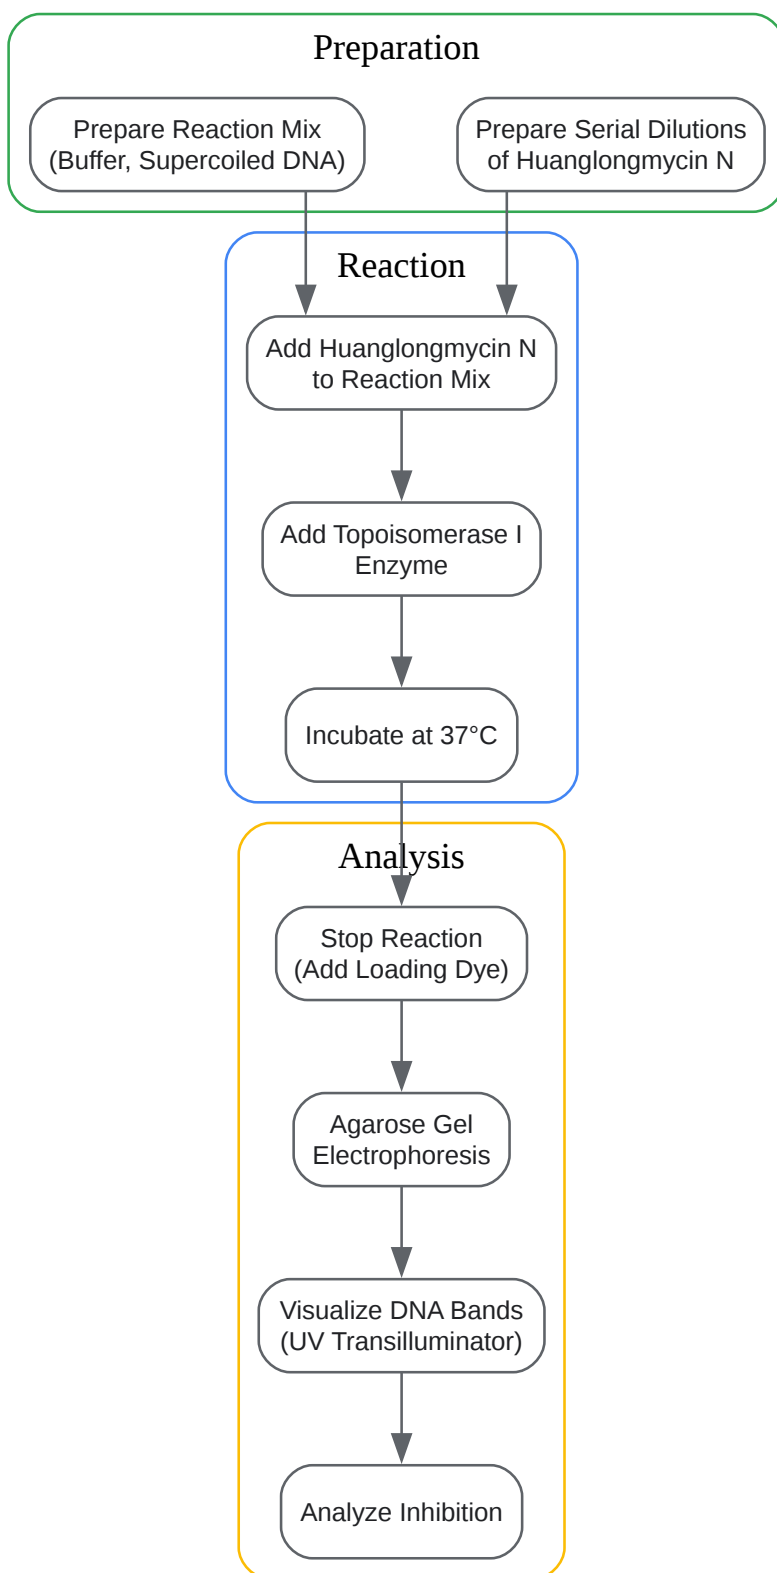 Preparation
Prepare Reaction Mix
(Buffer, Supercoiled DNA)
Prepare Serial Dilutions
of Huanglongmycin N
Reaction
Add Huanglongmycin N
to Reaction Mix
Add Topoisomerase I
Enzyme
Incubate at 37°C
Analysis
Stop Reaction
(Add Loading Dye)
Agarose Gel
Electrophoresis
Visualize DNA Bands
(UV Transilluminator)
Analyze Inhibition